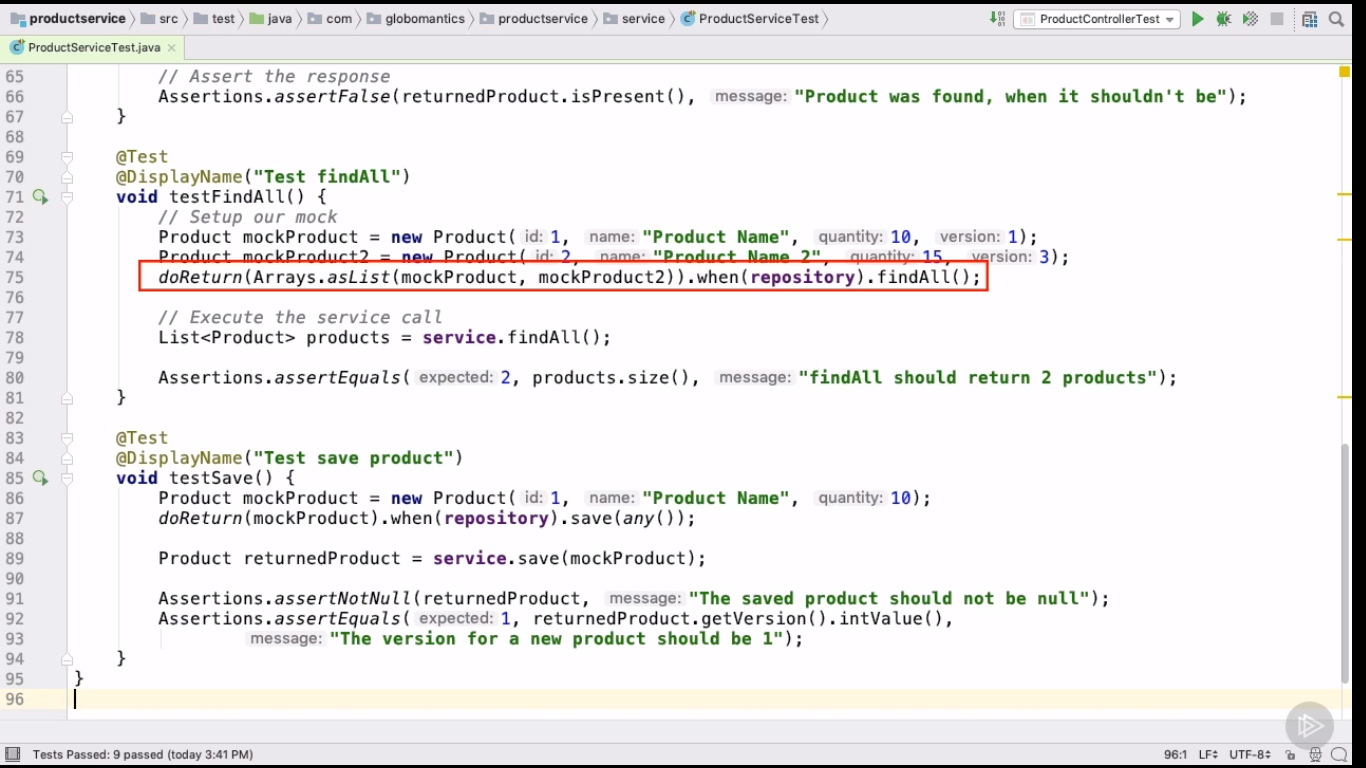 productservice src test java com globomantics productservice service ProductServiceTest ProductControllerTest
ProductServiceTest.java
65 // Assert the response
66 Assertions.assertFalse(returnedProduct.isPresent(), message: "Product was found, when it shouldn't be");
67 }
68
69 @Test
70 @DisplayName("Test findAll")
71 void testFindAll() {
72 // Setup our mock
73 Product mockProduct = new Product( id: 1, name: "Product Name", quantity: 10, version: 1);
74 Product mockProduct2 = new Product( id: 2, name: "Product Name 2", quantity: 15, version: 3);
75 doReturn(Arrays.asList(mockProduct, mockProduct2)).when(repository).findAll();
76
77 // Execute the service call
78 List<Product> products = service.findAll();
79
80 Assertions.assertEquals( expected: 2, products.size(), message: "findAll should return 2 products");
81 }
82
83 @Test
84 @DisplayName("Test save product")
85 void testSave() {
86 Product mockProduct = new Product( id: 1, name: "Product Name", quantity: 10);
87 doReturn(mockProduct).when(repository).save(any());
88
89 Product returnedProduct = service.save(mockProduct);
90
91 Assertions.assertNotNull(returnedProduct, message: "The saved product should not be null");
92 Assertions.assertEquals( expected: 1, returnedProduct.getVersion().intValue(),
93 message: "The version for a new product should be 1");
94 }
95 }
96
Tests Passed: 9 passed (today 3:41 PM) 96:1 LF UTF-8